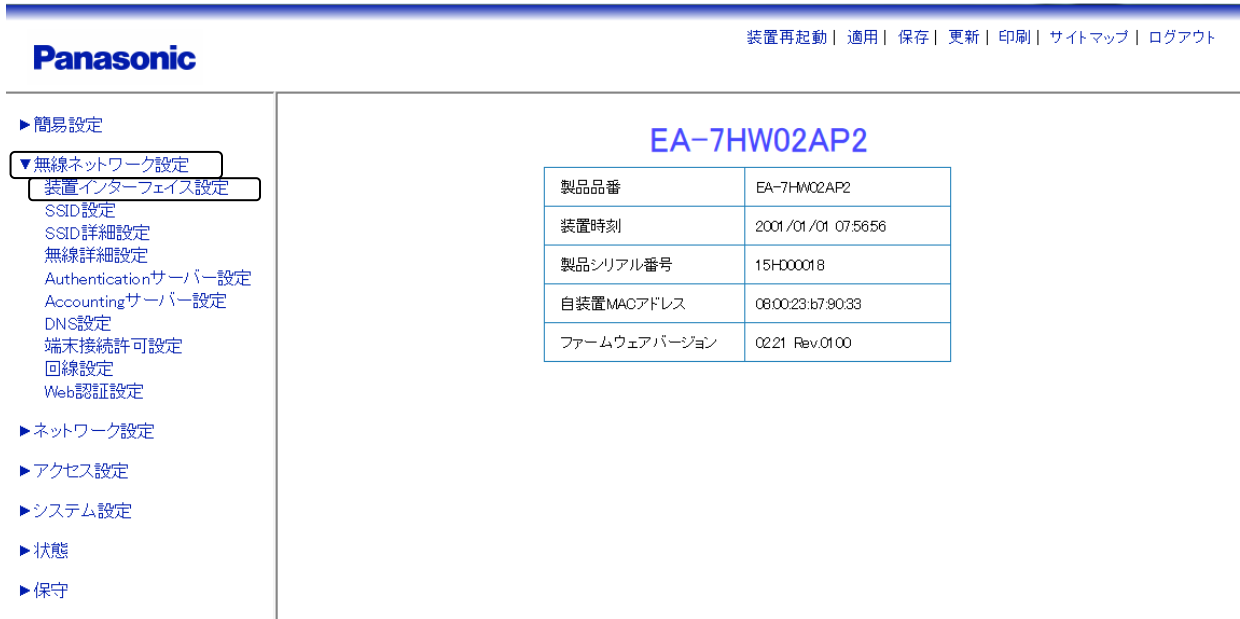 Panasonic
装置再起動| 適用| 保存| 更新| 印刷| サイトマップ| ログアウト
▶簡易設定
▼無線ネットワーク設定
装置インターフェイス設定
SSID設定
SSID詳細設定
無線詳細設定
Authenticationサーバー設定
Accountingサーバー設定
DNS設定
端末接続許可設定
回線設定
Web認証設定
▶ネットワーク設定
▶アクセス設定
▶システム設定
▶状態
▶保守
EA-7HW02AP2
製品品番 EA-7HW02AP2
装置時刻 2001/01/01 07:56:56
製品シリアル番号 15H000018
自装置MACアドレス 08:00:23:b7:90:33
ファームウェアバージョン 02.21 Rev.01.00